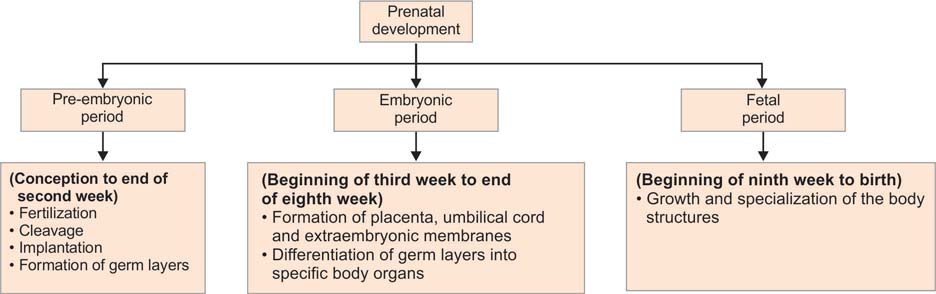 Prenatal
development
Pre-embryonic
period
Embryonic
period
Fetal
period
(Conception to end of
second week)
• Fertilization
• Cleavage
• Implantation
• Formation of germ layers
(Beginning of third week to end
of eighth week)
• Formation of placenta, umbilical cord
and extraembryonic membranes
• Differentiation of germ layers into
specific body organs
(Beginning of ninth week to birth)
• Growth and specialization of the body
structures